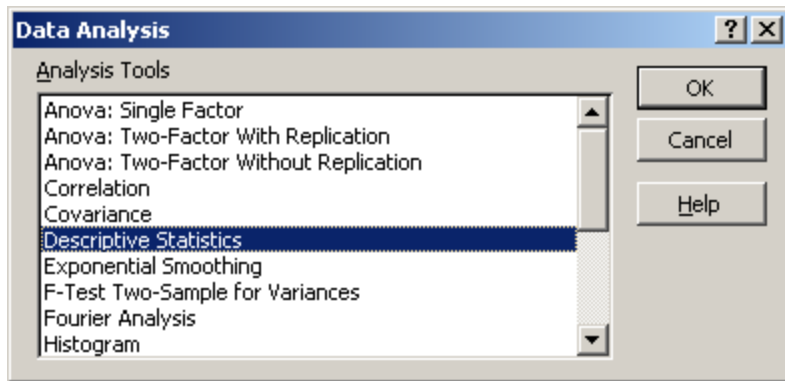 Data Analysis
? X
Analysis Tools
Anova: Single Factor
Anova: Two-Factor With Replication
Anova: Two-Factor Without Replication
Correlation
Covariance
Descriptive Statistics
Exponential Smoothing
F-Test Two-Sample for Variances
Fourier Analysis
Histogram
OK
Cancel
Help